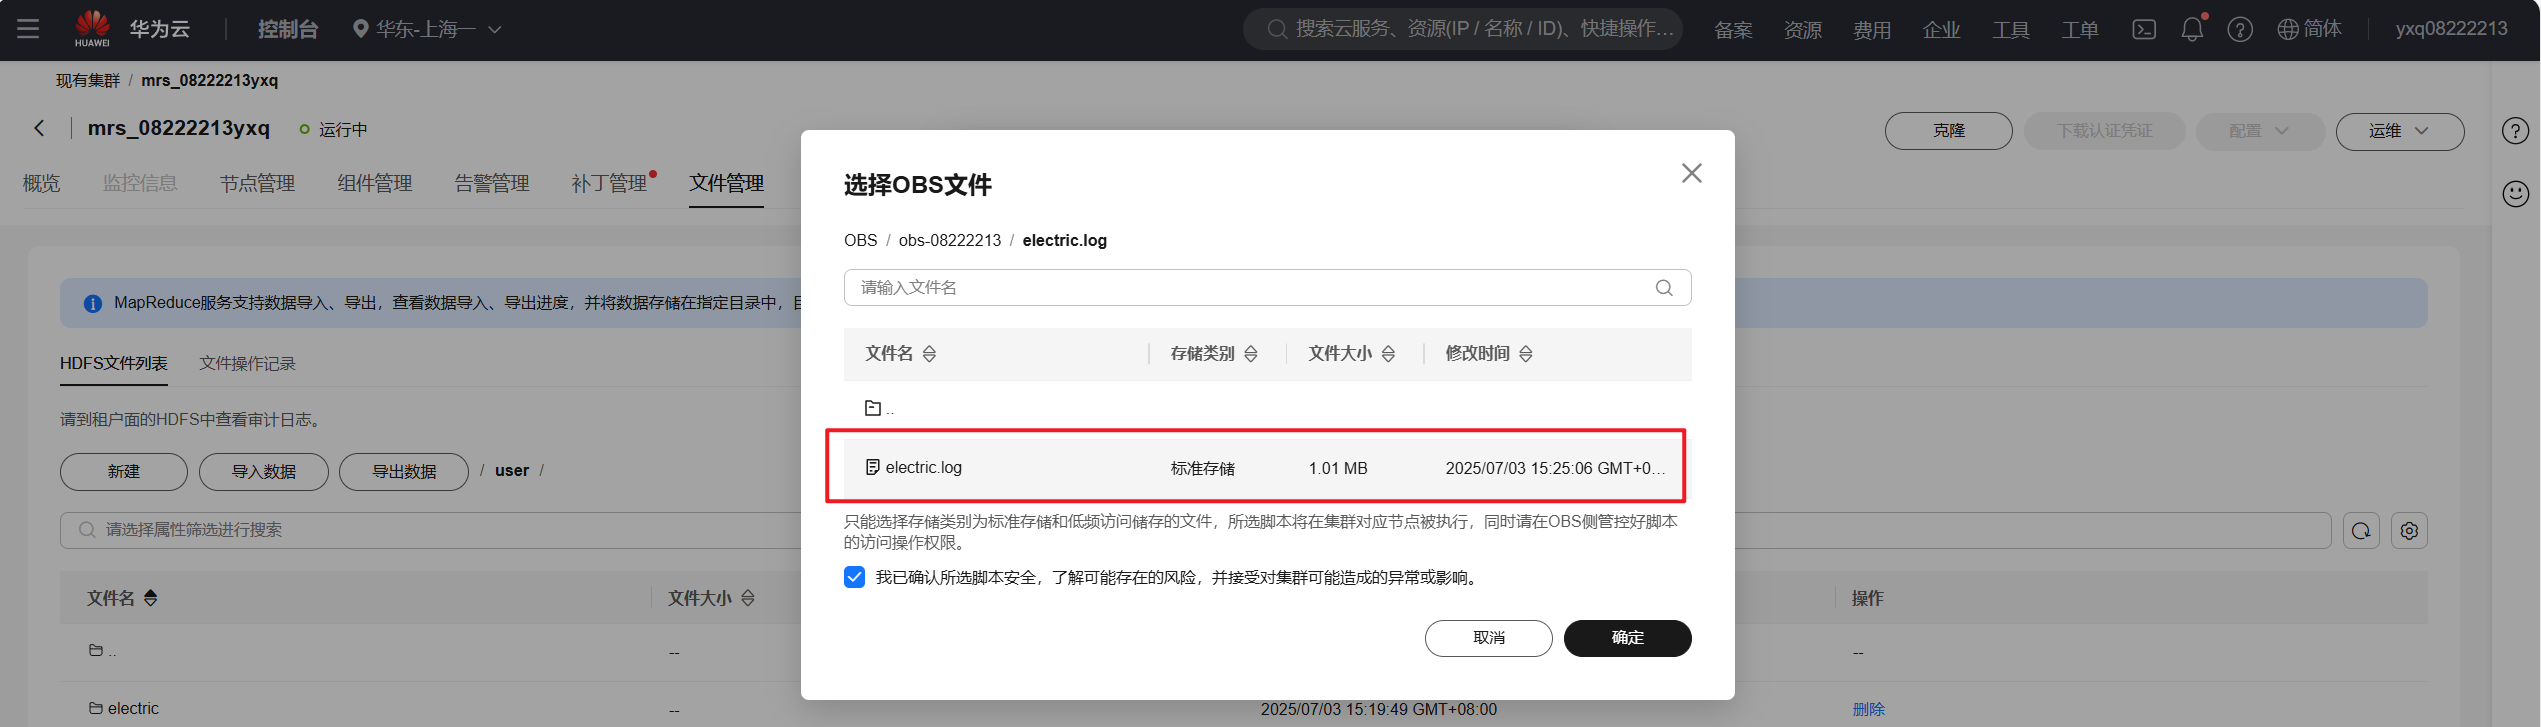 HUAWEI
华为云
控制台
华东-上海一
搜索云服务、资源(IP / 名称 / ID)、快捷操作...
备案
资源
费用
企业
工具
工单
简体
yxq08222213
现有集群 / mrs_08222213yxq
mrs_08222213yxq
运行中
克隆
下载认证凭证
配置
运维
概览
监控信息
节点管理
组件管理
告警管理
补丁管理
文件管理
MapReduce服务支持数据导入、导出，查看数据导入、导出进度，并将数据存储在指定目录中，
HDFS文件列表
文件操作记录
请到租户面的HDFS中查看审计日志。
新建
导入数据
导出数据
/ user /
请选择属性筛选进行搜索
文件名
文件大小
操作
..
--
--
electric
--
2025/07/03 15:19:49 GMT+08:00
删除
选择OBS文件
OBS / obs-08222213 / electric.log
请输入文件名
文件名
存储类别
文件大小
修改时间
..
electric.log
标准存储
1.01 MB
2025/07/03 15:25:06 GMT+0...
只能选择存储类别为标准存储和低频访问储存的文件，所选脚本将在集群对应节点被执行，同时请在OBS侧管控好脚本
的访问操作权限。
我已确认所选脚本安全，了解可能存在的风险，并接受对集群可能造成的异常或影响。
取消
确定